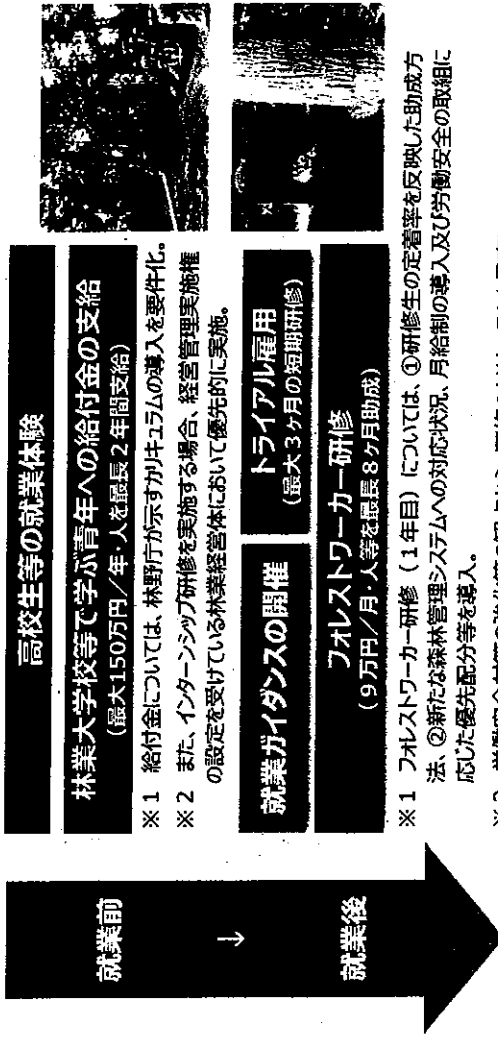 就業前
↓
就業後
高校生等の就業体験
林業大学校等で学ぶ青年への給付金の支給
(最大150万円/年・人を最長2年間支給)
※1 給付金については、林野庁が示すカリキュラムの導入を要件化。
※2 また、インターンシップ研修を実施する場合、経営管理実施権
の設定を受けている林業経営体において優先的に実施。
就業ガイダンスの開催
トライアル雇用
(最大3ヶ月の短期研修)
フォレストワーカー研修
(9万円/月・人等を最長8ヶ月助成)
※1 フォレストワーカー研修(1年目)については、①研修生の定着率を反映した助成方
法、②新たな森林管理システムへの対応状況、月給制の導入及び労働安全の取組に
応じた優先配分等を導入。